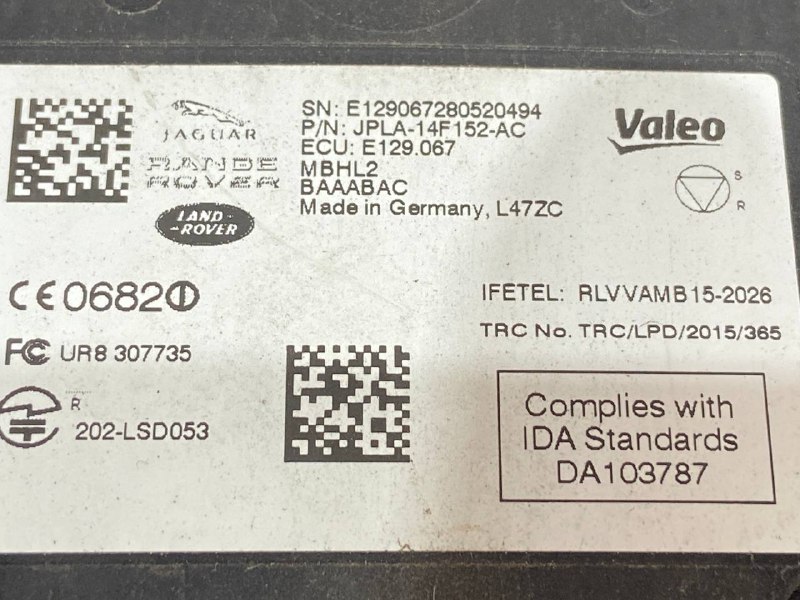 JAGUAR
RANGE
ROVER
LAND-
-ROVER
SN: E129067280520494
P/N: JPLA-14F152-AC
ECU: E129.067
MBHL2
BAAABAC
Made in Germany, L47ZC
Valeo
S
R
CE 0682
IFETEL: RLVVAMB15-2026
TRC No. TRC/LPD/2015/365
FC UR8 307735
R
202-LSD053
Complies with
IDA Standards
DA103787